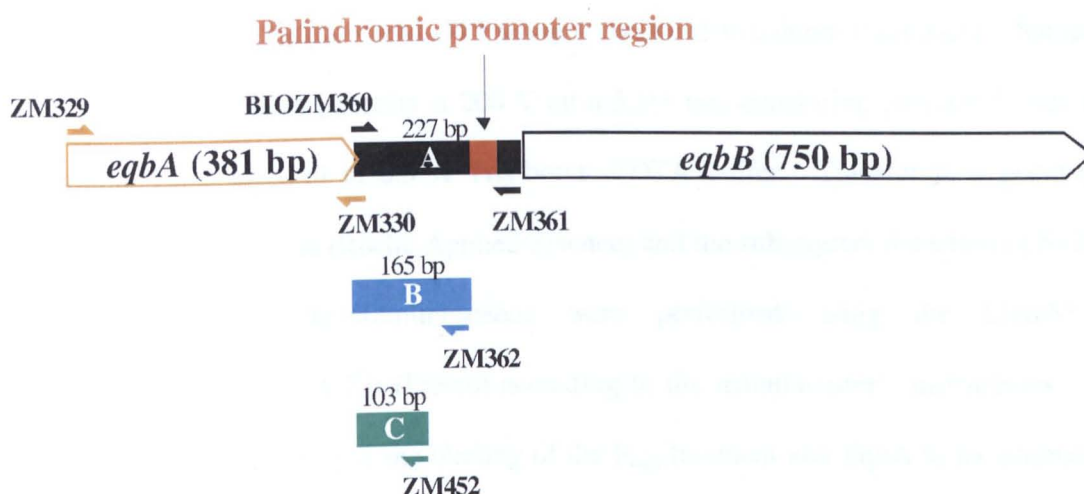 Palindromic promoter region
ZM329
BIOZM360
227 bp
eqbA (381 bp)
A
eqbB (750 bp)
ZM330
ZM361
165 bp
B
ZM362
103 bp
C
ZM452